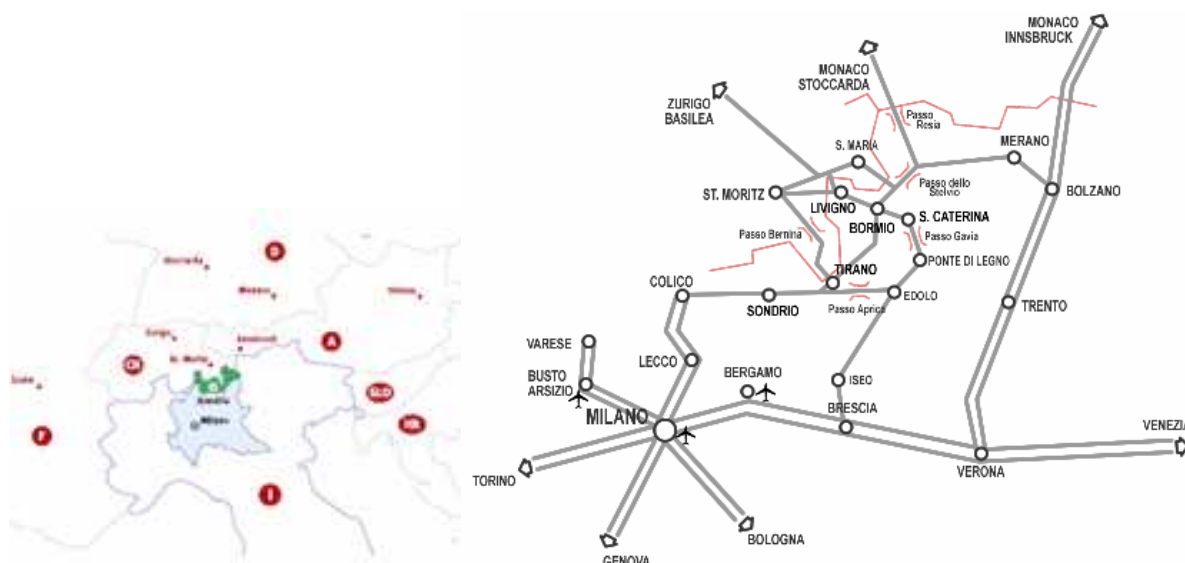 MONACO
INNSBRUCK
MONACO
STOCCARDA
ZURIGO
BASILEA
Passo
Resia
S. MARIA
MERANO
Passo dello
Stelvio
BOLZANO
ST. MORITZ
LIVIGNO
BORMIO
S. CATERINA
Passo Bernina
Passo Gavia
TIRANO
PONTE DI LEGNO
COLICO
SONDRIO
Passo Aprica
EDOLO
TRENTO
VARESE
LECCO
BUSTO
ARSIZIO
BERGAMO
ISEO
MILANO
BRESCIA
VENEZIA
VERONA
TORINO
BOLOGNA
GENOVA
D
A
CH
F
I